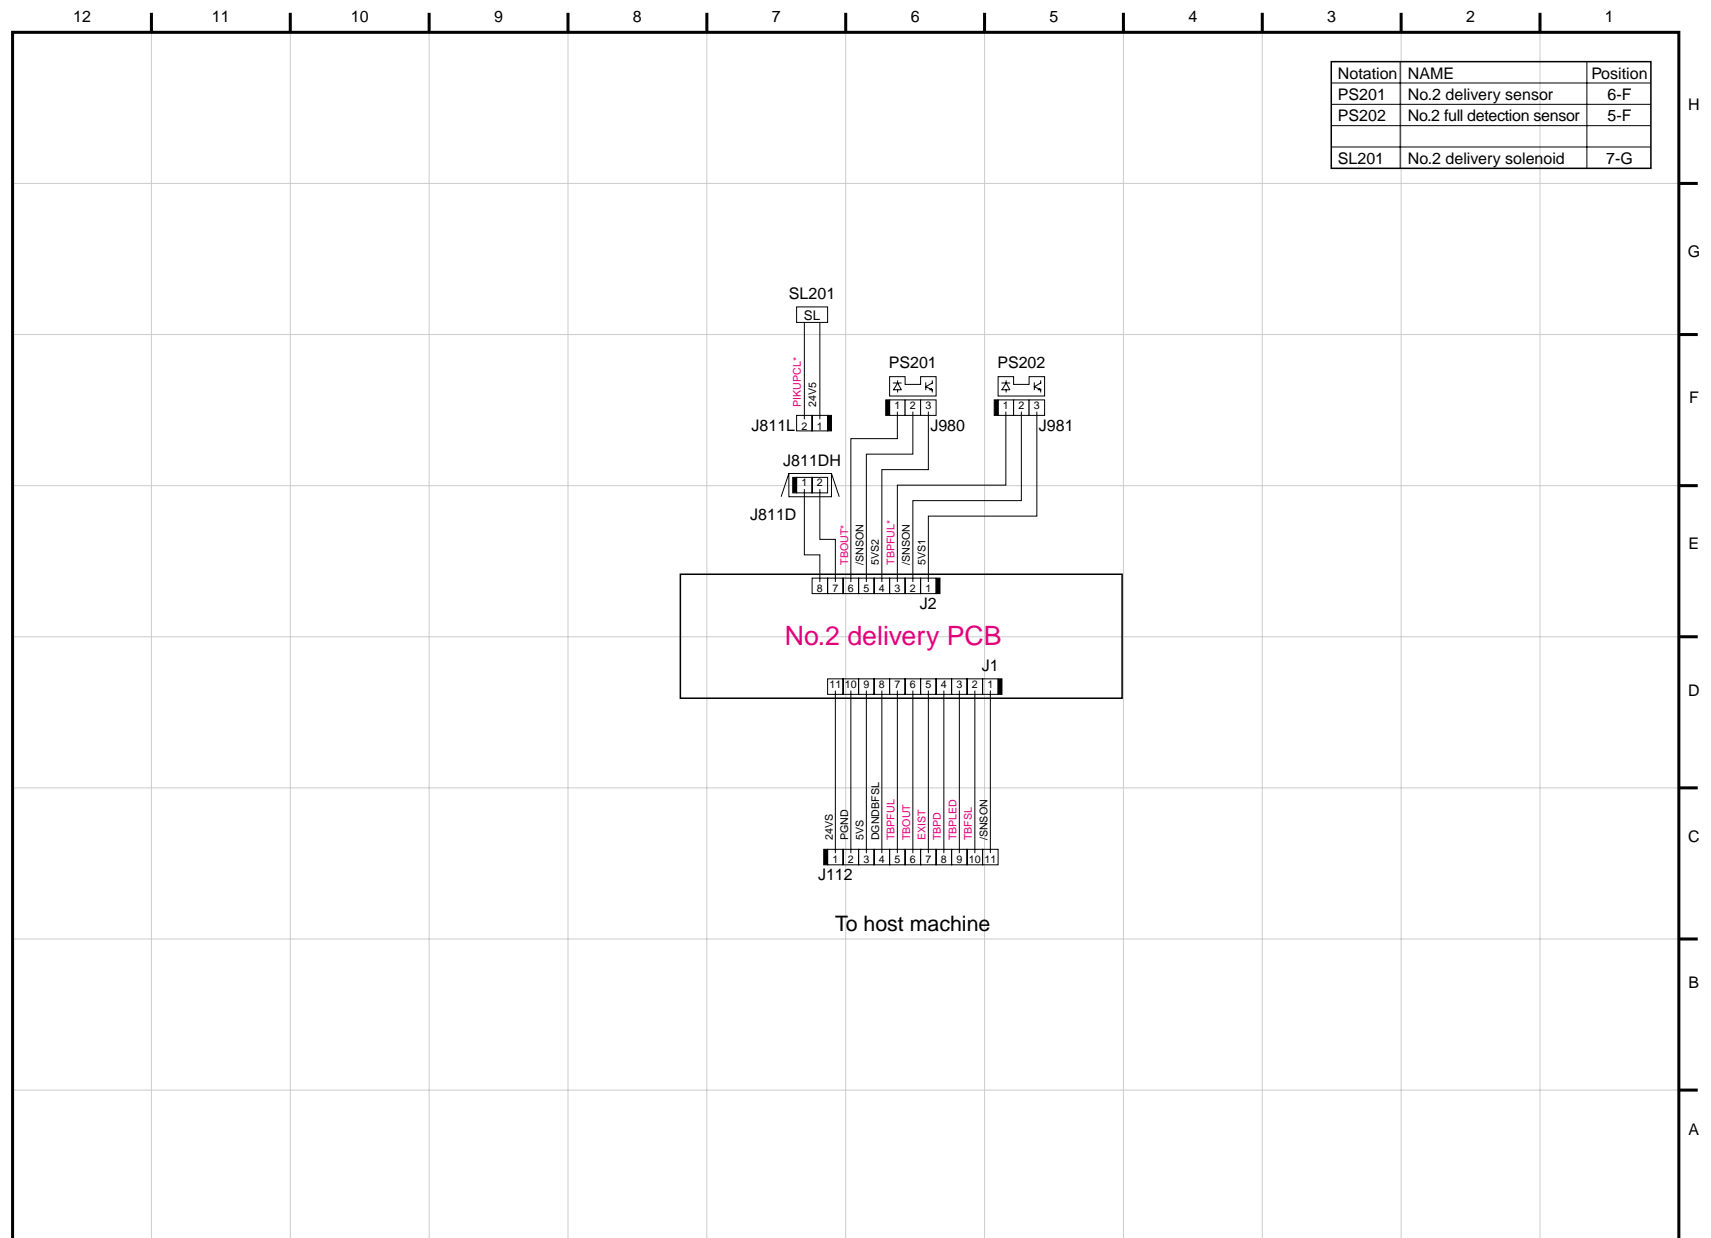 12 11 10 9 8 7 6 5 4 3 2 1
Notation NAME Position
PS201 No.2 delivery sensor 6-F
PS202 No.2 full detection sensor 5-F
SL201 No.2 delivery solenoid 7-G
H
G
SL201
SL
PS201 PS202
PIKUPCL*
24V5
F
1 2 3 1 2 3
J811L 2 1 J980 J981
J811DH
1 2
J811D
TBOUT*
/SNSON
5VS2
TBPFUL*
/SNSON
5VS1
E
8 7 6 5 4 3 2 1
J2
No.2 delivery PCB
J1
11 10 9 8 7 6 5 4 3 2 1
D
24VS
PGND
5VS
DGNDBFSL
TBPFUL
TBOUT
EXIST
TBPD
TBPLED
TBFSL
/SNSON
C
1 2 3 4 5 6 7 8 9 10 11
J112
To host machine
B
A